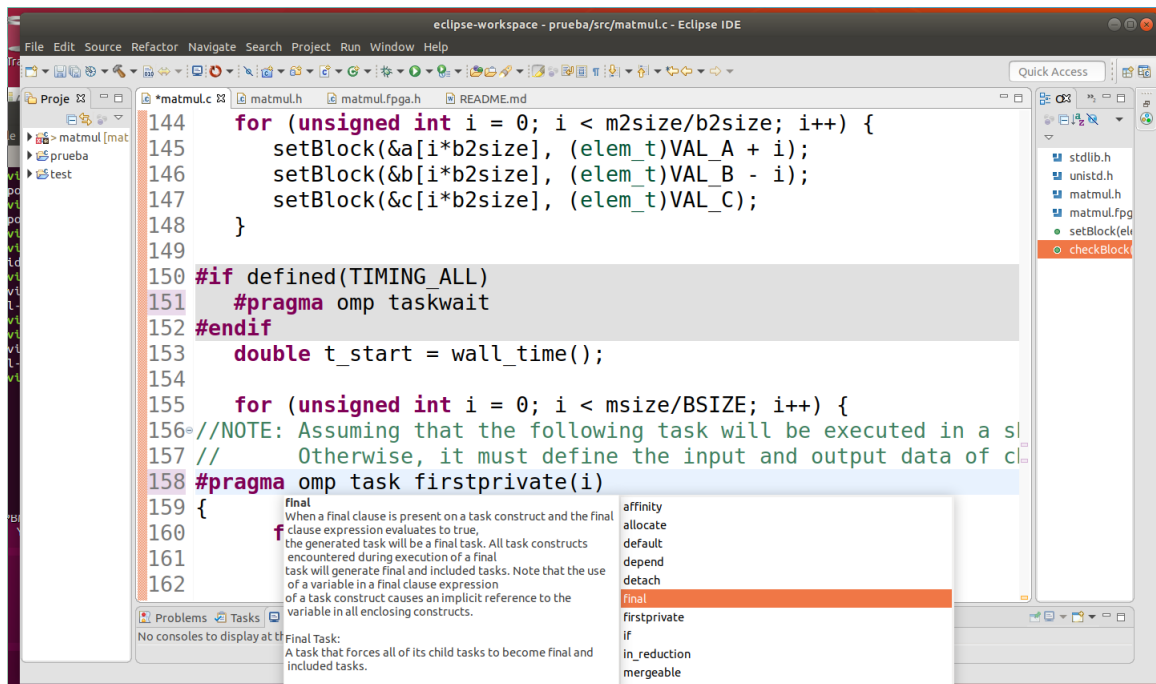 eclipse-workspace - prueba/src/matmul.c - Eclipse IDE
File Edit Source Refactor Navigate Search Project Run Window Help
Quick Access
Proje
*matmul.c matmul.h matmul.fpga.h README.md
> matmul [mat
prueba
test
144 for (unsigned int i = 0; i < m2size/b2size; i++) {
145 setBlock(&a[i*b2size], (elem_t)VAL_A + i);
146 setBlock(&b[i*b2size], (elem_t)VAL_B - i);
147 setBlock(&c[i*b2size], (elem_t)VAL_C);
148 }
149
150 #if defined(TIMING_ALL)
151 #pragma omp taskwait
152 #endif
153 double t_start = wall_time();
154
155 for (unsigned int i = 0; i < msize/BSIZE; i++) {
156 //NOTE: Assuming that the following task will be executed in a
157 // Otherwise, it must define the input and output data of
158 #pragma omp task firstprivate(i)
159 {
160 f
161
162
final
When a final clause is present on a task construct and the final
clause expression evaluates to true,
the generated task will be a final task. All task constructs
encountered during execution of a final
task will generate final and included tasks. Note that the use
of a variable in a final clause expression
of a task construct causes an implicit reference to the
variable in all enclosing constructs.
Final Task:
A task that forces all of its child tasks to become final and
included tasks.
affinity
allocate
default
depend
detach
final
firstprivate
if
in_reduction
mergeable
stdlib.h
unistd.h
matmul.h
matmul.fpg
setBlock(ele
checkBlock(
Problems Tasks
No consoles to display at th